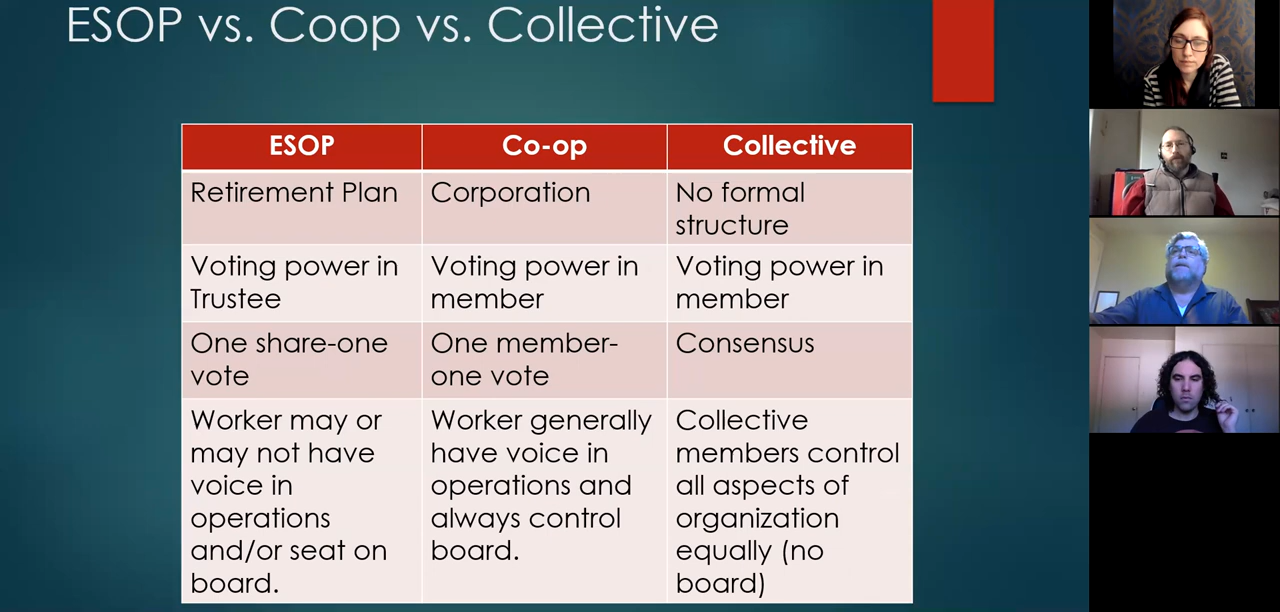 ESOP vs. Coop vs. Collective
ESOP
Co-op
Collective
Retirement Plan
Corporation
No formal
structure
Voting power in
Trustee
Voting power in
member
Voting power in
member
One share-one
vote
One member-
one vote
Consensus
Worker may or
may not have
voice in
operations
and/or seat on
board.
Worker generally
have voice in
operations and
always control
board.
Collective
members control
all aspects of
organization
equally (no
board)